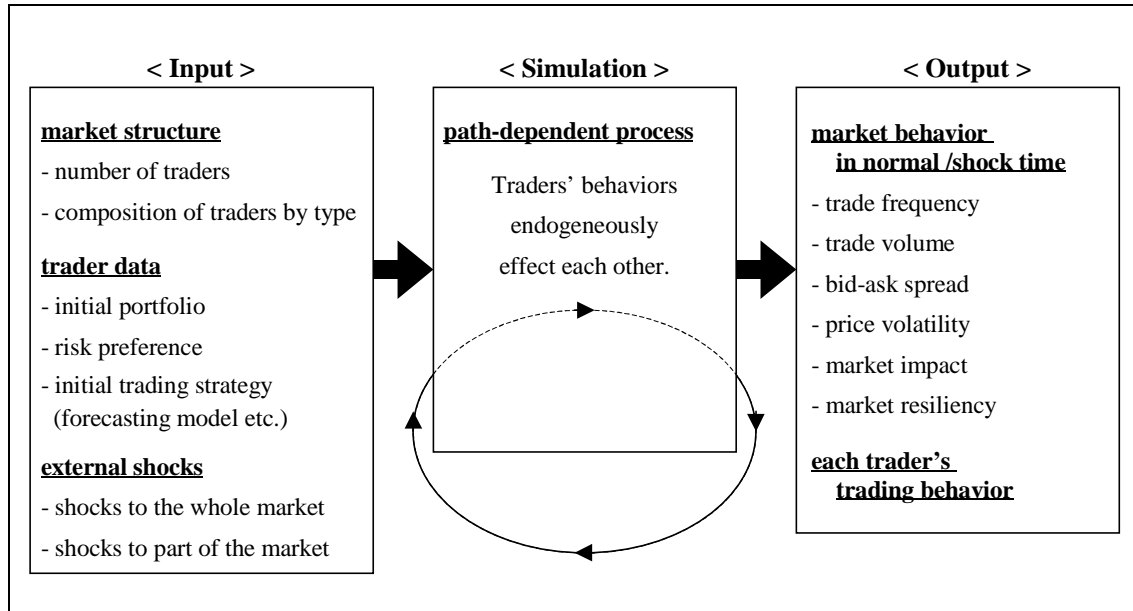 < Input >
market structure
- number of traders
- composition of traders by type
trader data
- initial portfolio
- risk preference
- initial trading strategy
(forecasting model etc.)
external shocks
- shocks to the whole market
- shocks to part of the market
< Simulation >
path-dependent process
Traders’ behaviors
endogeneously
effect each other.
< Output >
market behavior
in normal /shock time
- trade frequency
- trade volume
- bid-ask spread
- price volatility
- market impact
- market resiliency
each trader’s
trading behavior